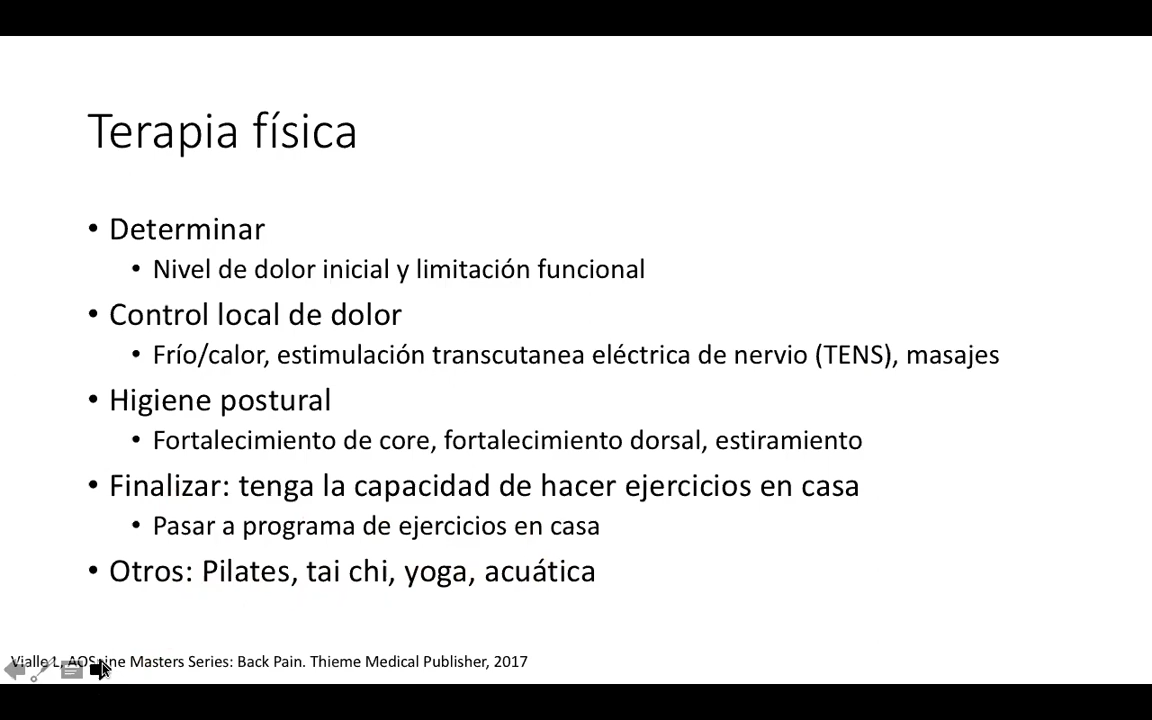 Terapia física
• Determinar
• Nivel de dolor inicial y limitación funcional
• Control local de dolor
• Frío/calor, estimulación transcutanea eléctrica de nervio (TENS), masajes
• Higiene postural
• Fortalecimiento de core, fortalecimiento dorsal, estiramiento
• Finalizar: tenga la capacidad de hacer ejercicios en casa
• Pasar a programa de ejercicios en casa
• Otros: Pilates, tai chi, yoga, acuática
Vialle L, AOSpine Masters Series: Back Pain. Thieme Medical Publisher, 2017